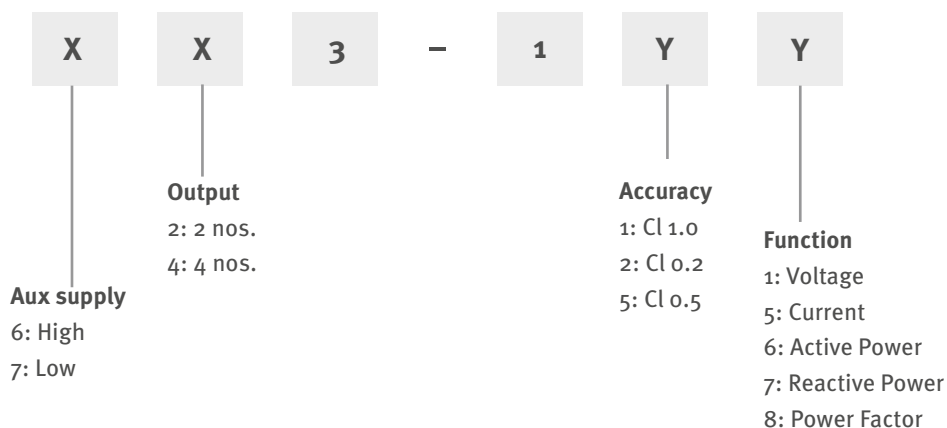 X X 3 – 1 Y Y
Output
2: 2 nos.
4: 4 nos.
Aux supply
6: High
7: Low
Accuracy
1: Cl 1.0
2: Cl 0.2
5: Cl 0.5
Function
1: Voltage
5: Current
6: Active Power
7: Reactive Power
8: Power Factor